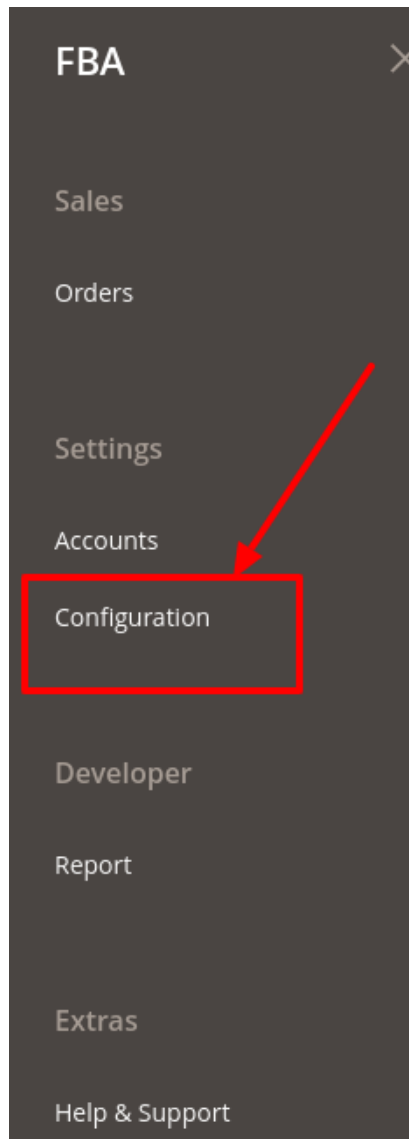 FBA
Sales
Orders
Settings
Accounts
Configuration
Developer
Report
Extras
Help & Support